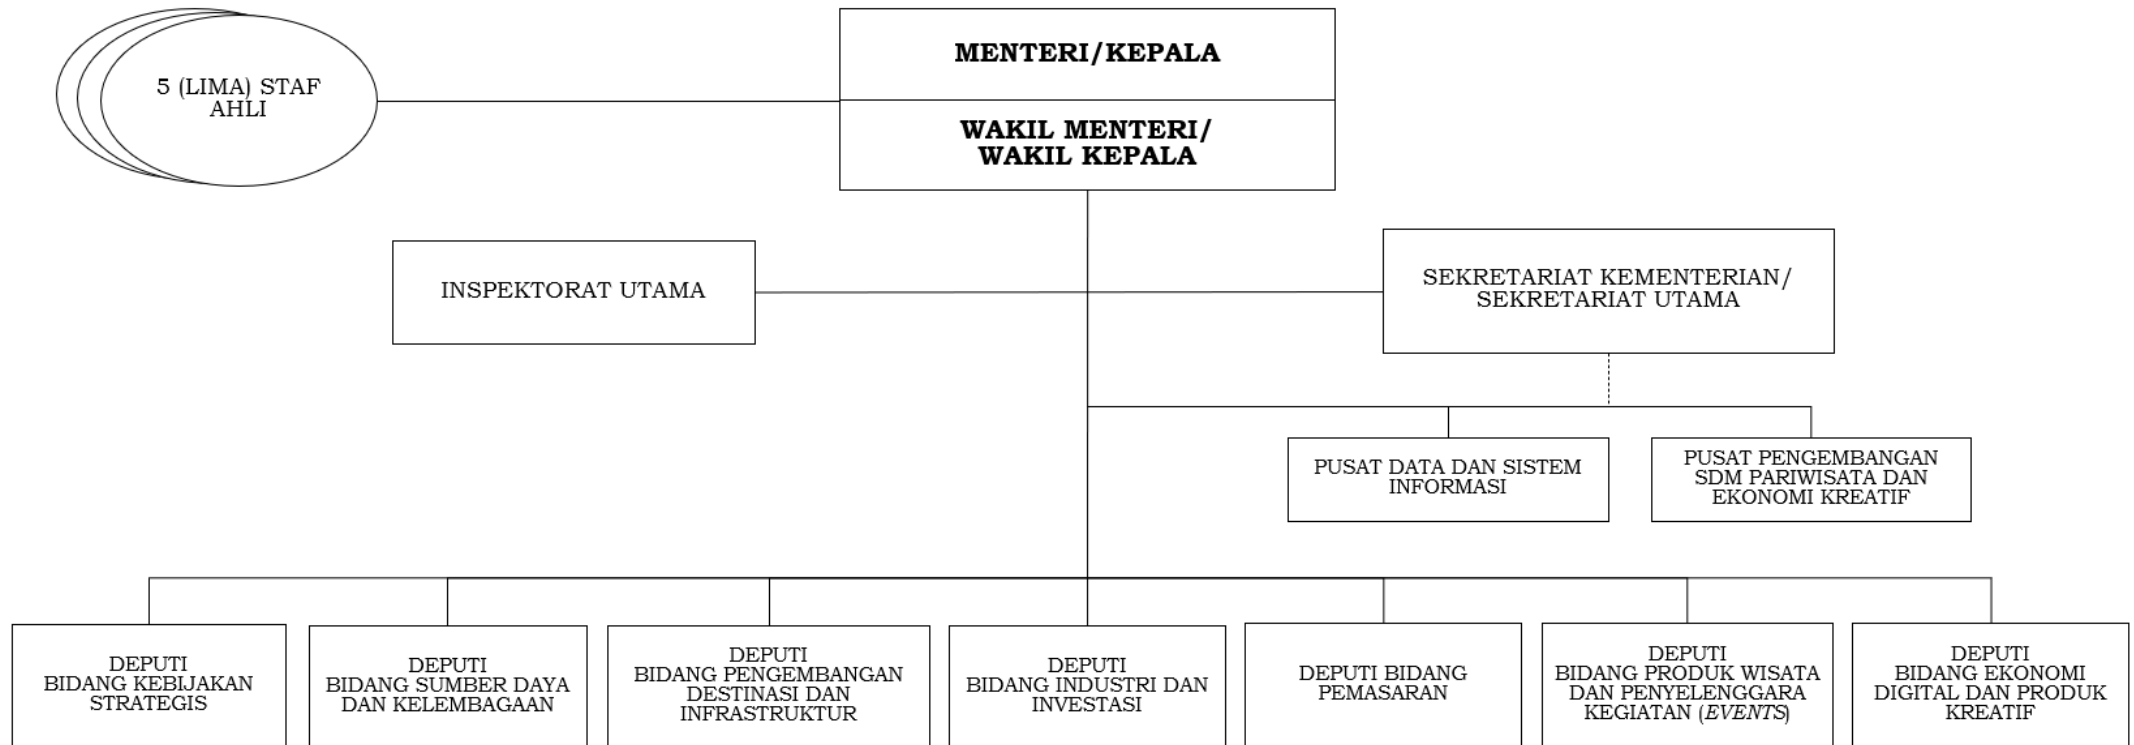 5 (LIMA) STAF
AHLI
MENTERI/KEPALA
WAKIL MENTERI/
WAKIL KEPALA
INSPEKTORAT UTAMA
SEKRETARIAT KEMENTERIAN/
SEKRETARIAT UTAMA
PUSAT DATA DAN SISTEM
INFORMASI
PUSAT PENGEMBANGAN
SDM PARIWISATA DAN
EKONOMI KREATIF
DEPUTI
BIDANG KEBIJAKAN
STRATEGIS
DEPUTI
BIDANG SUMBER DAYA
DAN KELEMBAGAAN
DEPUTI
BIDANG PENGEMBANGAN
DESTINASI DAN
INFRASTRUKTUR
DEPUTI
BIDANG INDUSTRI DAN
INVESTASI
DEPUTI BIDANG
PEMASARAN
DEPUTI
BIDANG PRODUK WISATA
DAN PENYELENGGARA
KEGIATAN (EVENTS)
DEPUTI
BIDANG EKONOMI
DIGITAL DAN PRODUK
KREATIF